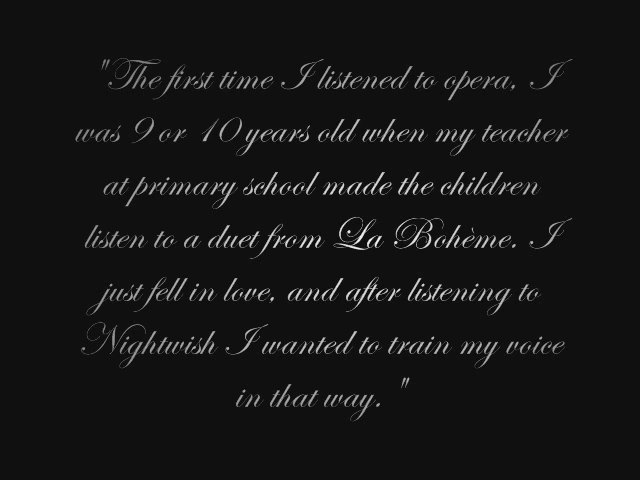 "The first time I listened to opera, I
was 9 or 10 years old when my teacher
at primary school made the children
listen to a duet from La Bohème. I
just fell in love, and after listening to
Nightwish I wanted to train my voice
in that way. "